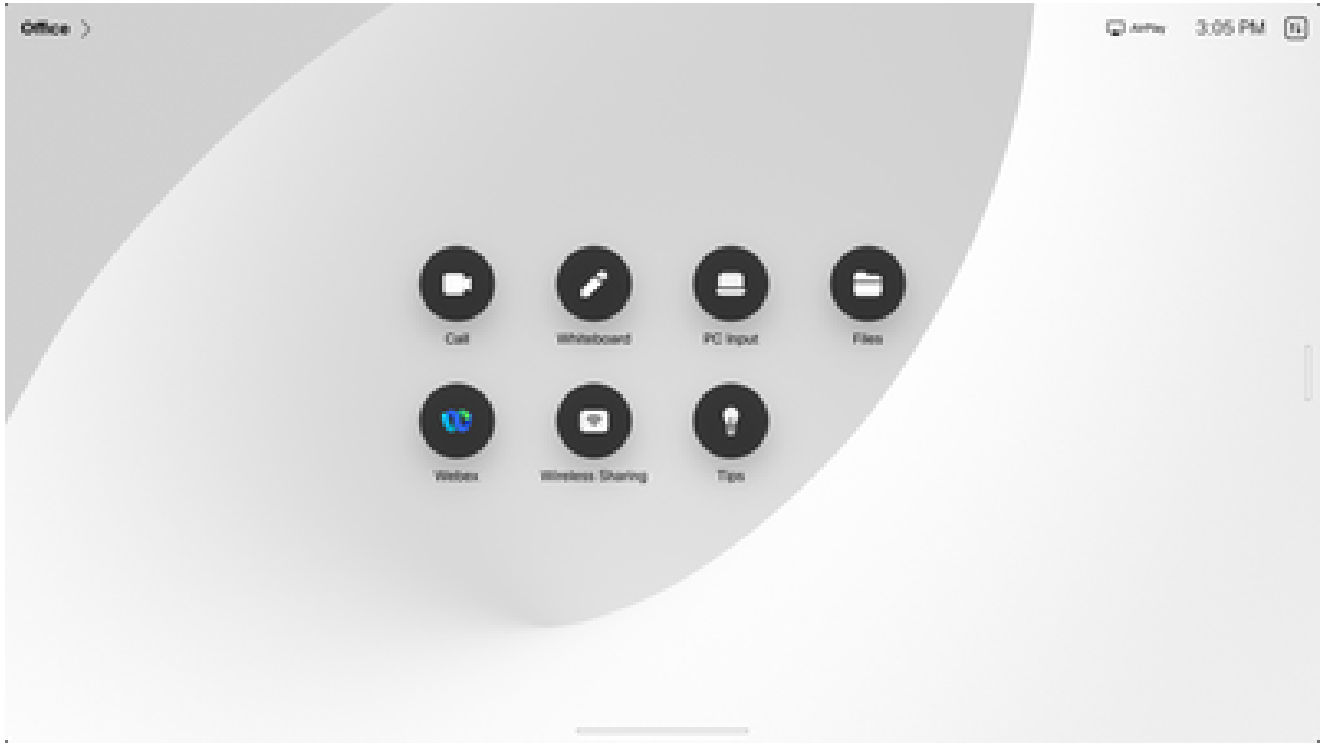 Office
AirPlay 3:05 PM
Call Whiteboard PC Input Files
Webex Wireless Sharing Tips